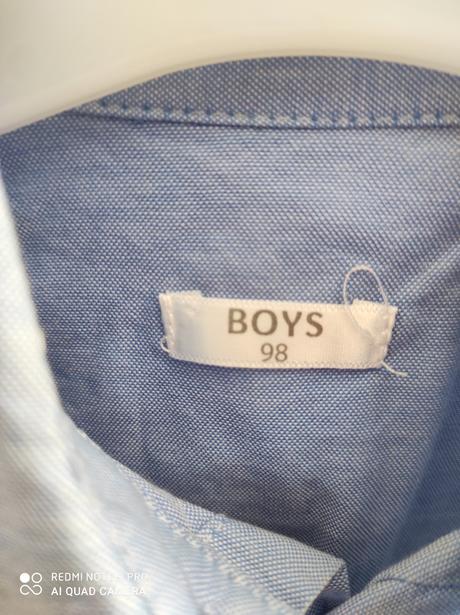 BOYS
98
REDMI NOTE 8 PRO
AI QUAD CAMERA